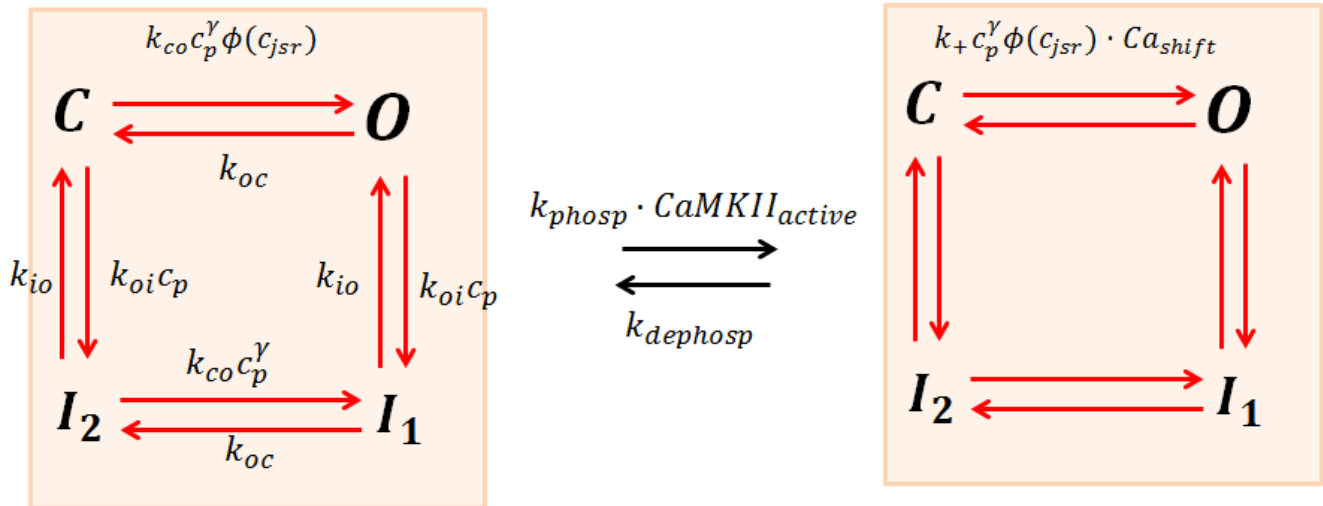 k_{co}c_p^γϕ(c_{jsr})
C O
k_{oc}
k_{io} k_{oi}c_p k_{io} k_{oi}c_p
k_{co}c_p^γ
I_2 I_1
k_{oc}
k_{phosp} · CaMKII_{active}
k_{dephosp}
k_+c_p^γϕ(c_{jsr}) · Ca_{shift}
C O
I_2 I_1